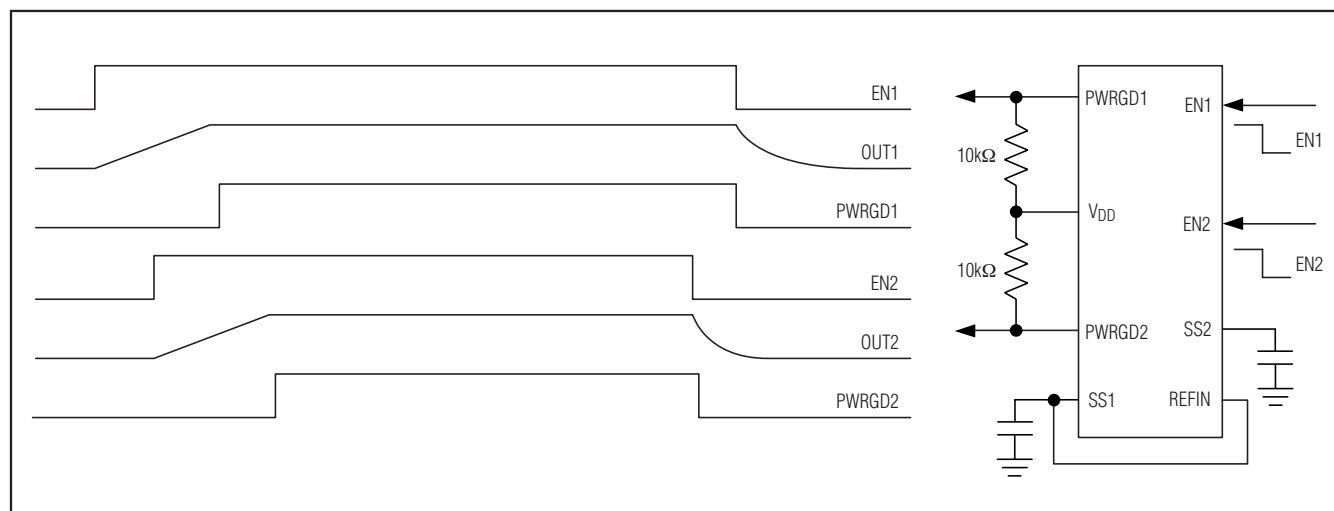 EN1
OUT1
PWRGD1
EN2
OUT2
PWRGD2
PWRGD1
EN1
EN1
10kΩ
VDD
EN2
10kΩ
EN2
PWRGD2
SS2
SS1
REFIN